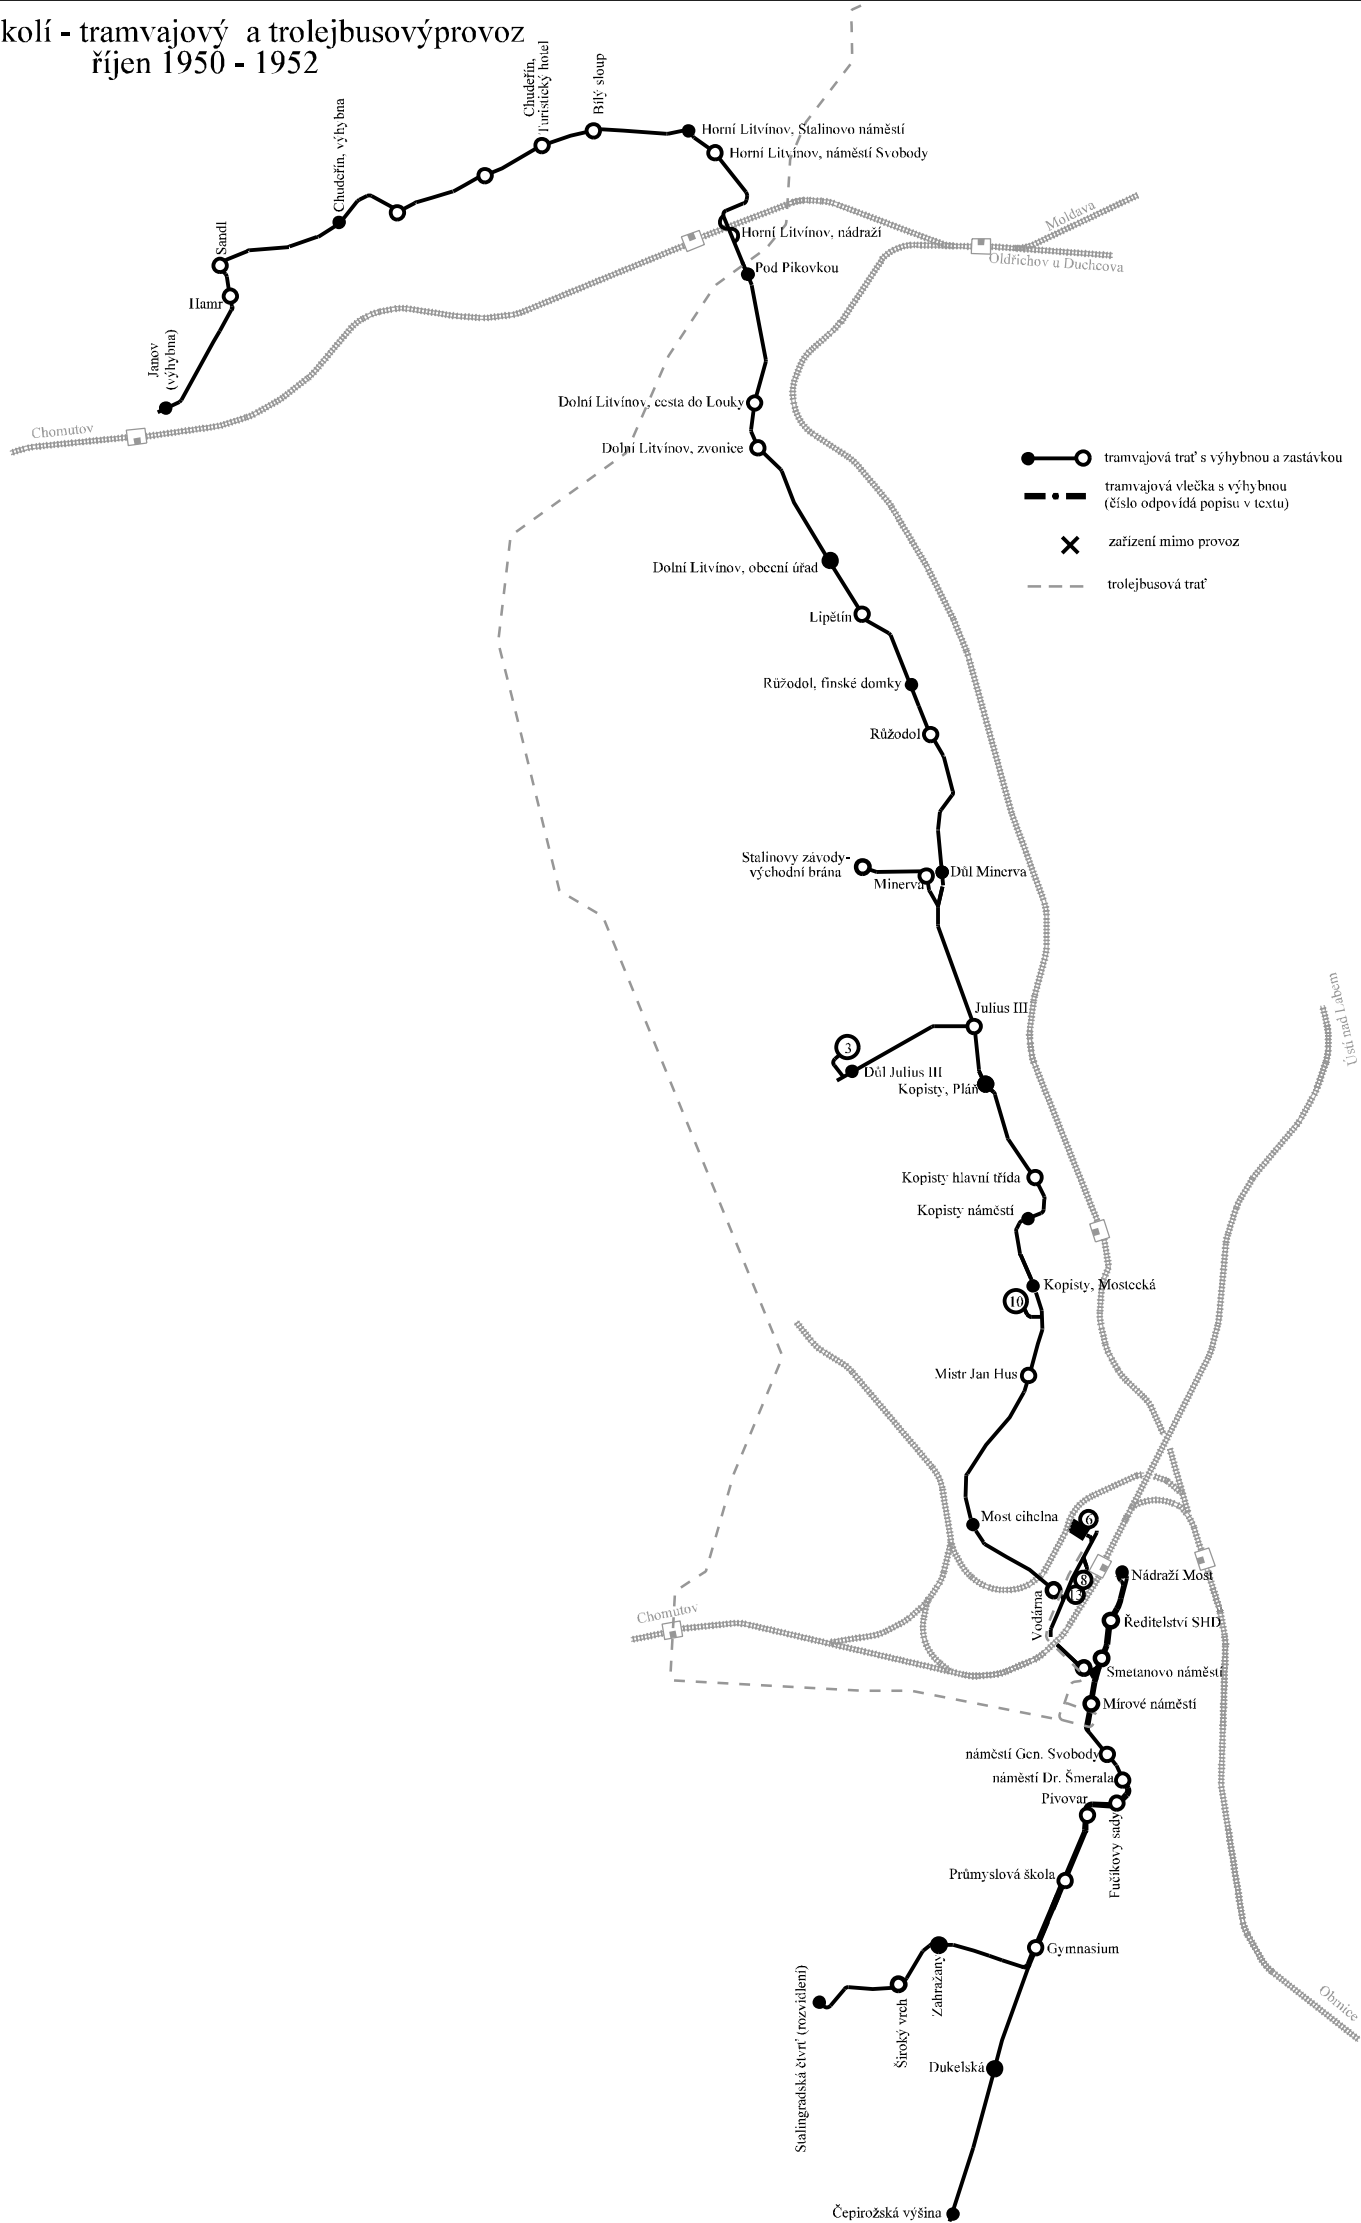 kolí - tramvajový a trolejbusovýprovoz
říjen 1950 - 1952
Chudeřín,
Turistický hotel
Bílý sloup
Chudeřín, výhybna
Horní Litvínov, Stalinovo náměstí
Horní Litvínov, náměstí Svobody
Sandl
Horní Litvínov, nádraží
Moldava
Oldřichov u Duchcova
Pod Pikovkou
Hamr
Janov
(výhybna)
Chomutov
Dolní Litvínov, cesta do Louky
Dolní Litvínov, zvonice
tramvajová trať s výhybnou a zastávkou
tramvajová vlečka s výhybnou
(číslo odpovídá popisu v textu)
zařízení mimo provoz
trolejbusová trať
Dolní Litvínov, obecní úřad
Lipětín
Růžodol, finské domky
Růžodol
Stalinovy závody-
východní brána
Minerva
Důl Minerva
Julius III
Ústí nad Labem
3
Důl Julius III
Kopisty, Pláň
Kopisty hlavní třída
Kopisty náměstí
Kopisty, Mostecká
10
Mistr Jan Hus
Most cihelna
6
8
13
Nádraží Most
Vodárna
Chomutov
Ředitelství SHD
Smetanovo náměstí
Mírové náměstí
náměstí Gen. Svobody
náměstí Dr. Šmerala
Pivovar
Fučíkovy sady
Průmyslová škola
Gymnasium
Zahražany
Široký vrch
Stalingradská čtvrť (rozvidlení)
Obrnice
Dukelská
Čepirožská výšina